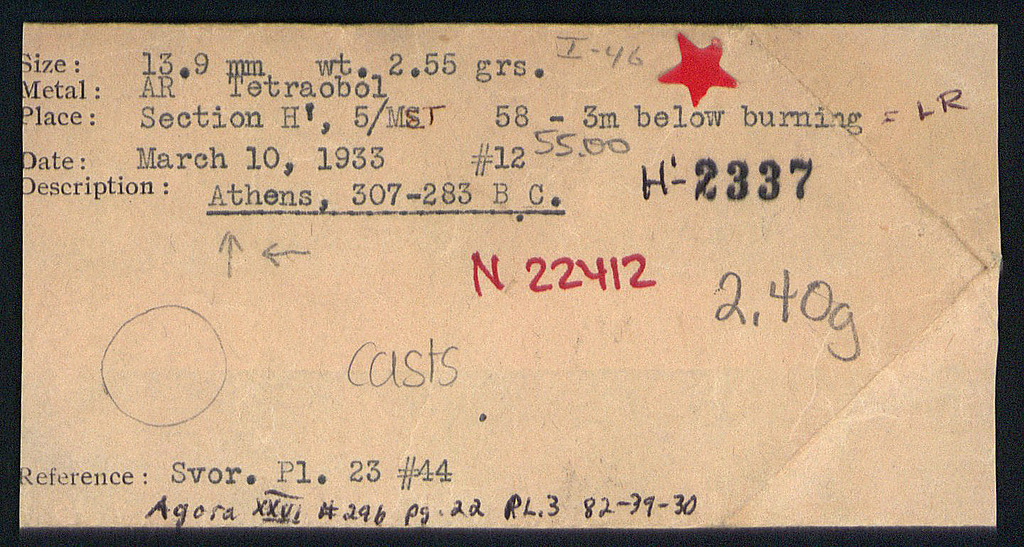 Size: 13.9 mm wt. 2.55 grs. I-46
Metal: AR Tetraobol
Place: Section H', 5/MΣΤ 58 - 3m below burning = LR
55.00
Date: March 10, 1933 #12
H'-2337
Description: Athens, 307-283 B.C.
↑ ←
N 22412
2.40g
casts
Reference: Svor. Pl. 23 #44
Agora XXVI #296 pg. 22 PL.3 82-39-30